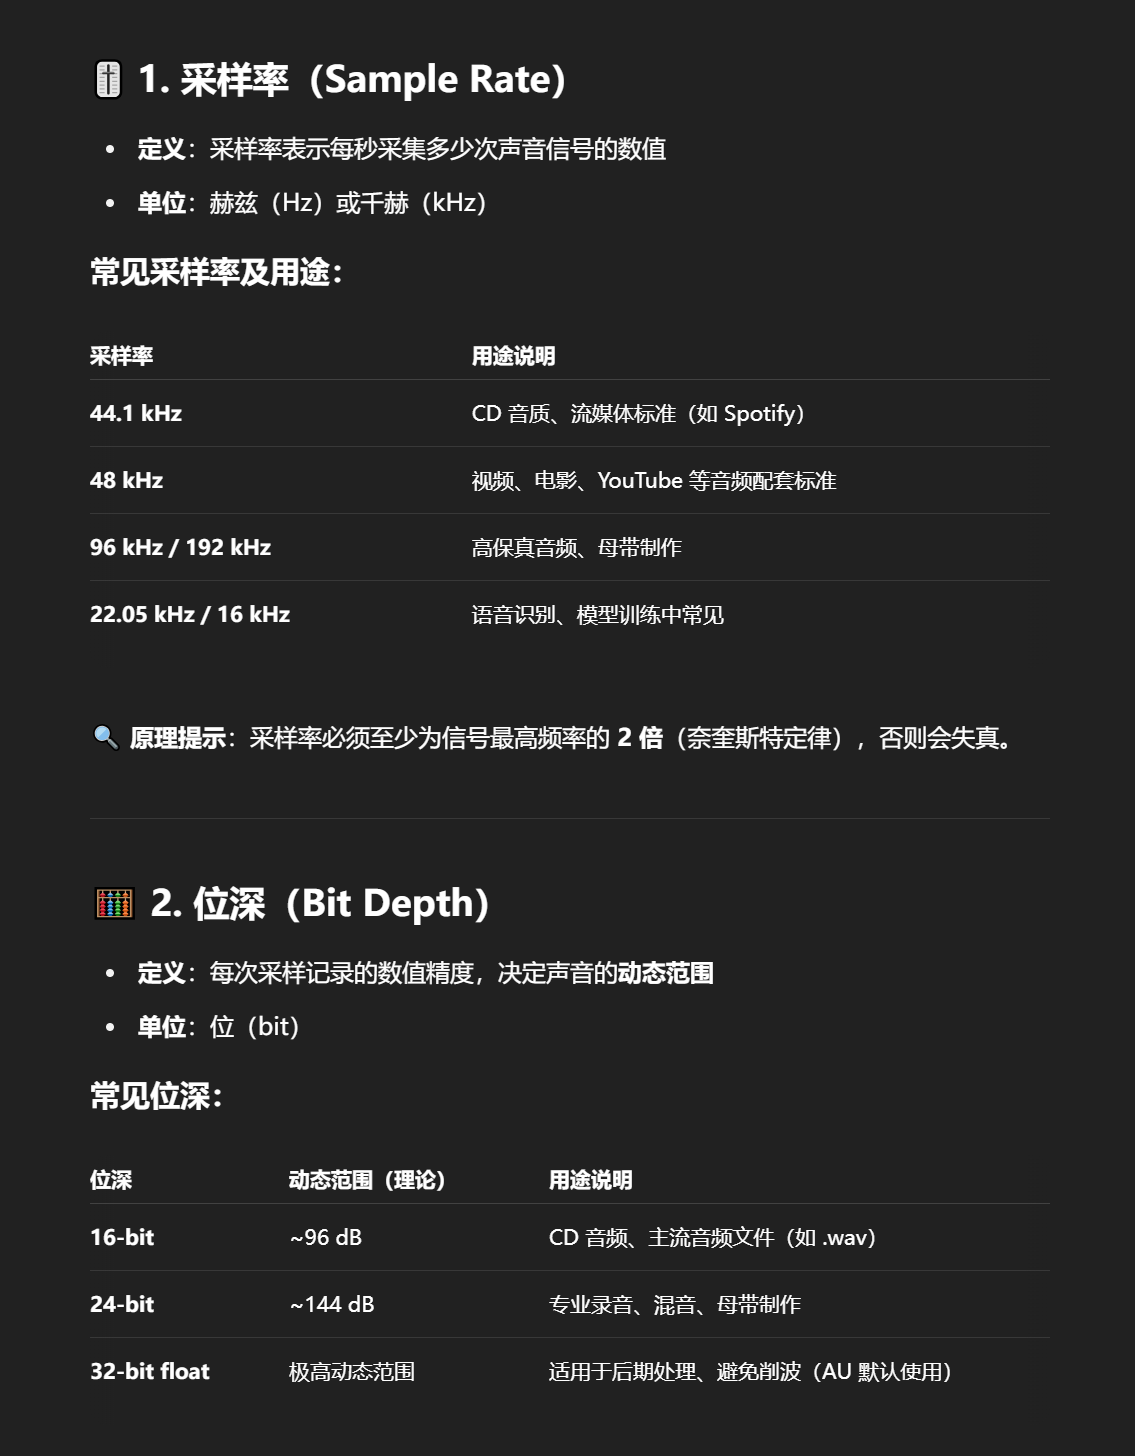 1. 采样率（Sample Rate）
• 定义：采样率表示每秒采集多少次声音信号的数值
• 单位：赫兹（Hz）或千赫（kHz）
常见采样率及用途：
采样率 用途说明
44.1 kHz CD 音质、流媒体标准（如 Spotify）
48 kHz 视频、电影、YouTube 等音频配套标准
96 kHz / 192 kHz 高保真音频、母带制作
22.05 kHz / 16 kHz 语音识别、模型训练中常见
🔍 原理提示：采样率必须至少为信号最高频率的 2 倍（奈奎斯特定律），否则会失真。
2. 位深（Bit Depth）
• 定义：每次采样记录的数值精度，决定声音的动态范围
• 单位：位（bit）
常见位深：
位深 动态范围（理论） 用途说明
16-bit ~96 dB CD 音频、主流音频文件（如 .wav）
24-bit ~144 dB 专业录音、混音、母带制作
32-bit float 极高动态范围 适用于后期处理、避免削波（AU 默认使用）